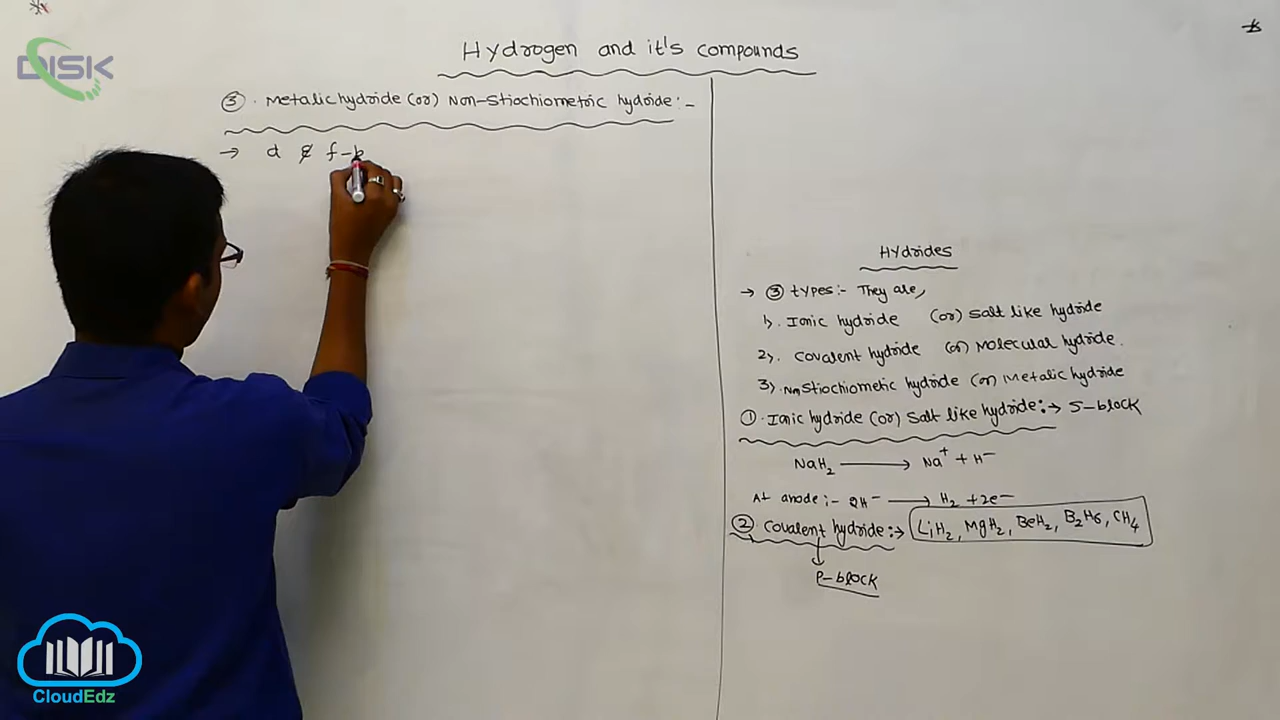 DISK
Hydrogen and it's compounds
③. Metalichydride (or) Non-Stiochiometric hydride:-
→ d & f-b
Hydrides
→ ③ types:- They are,
1). Ionic hydride (or) salt like hydride
2). Covalent hydride (or) Molecular hydride.
3). Non Stiochiometic hydride (or) Metalic hydride
①. Ionic hydride (or) salt like hydride:→ S-block
NaH₂ → Na⁺ + H⁻
At anode:- 2H⁻ → H₂ + 2e⁻
②. Covalent hydride:→ LiH₂, MgH₂, BeH₂, B₂H₆, CH₄
P-block
CloudEdz